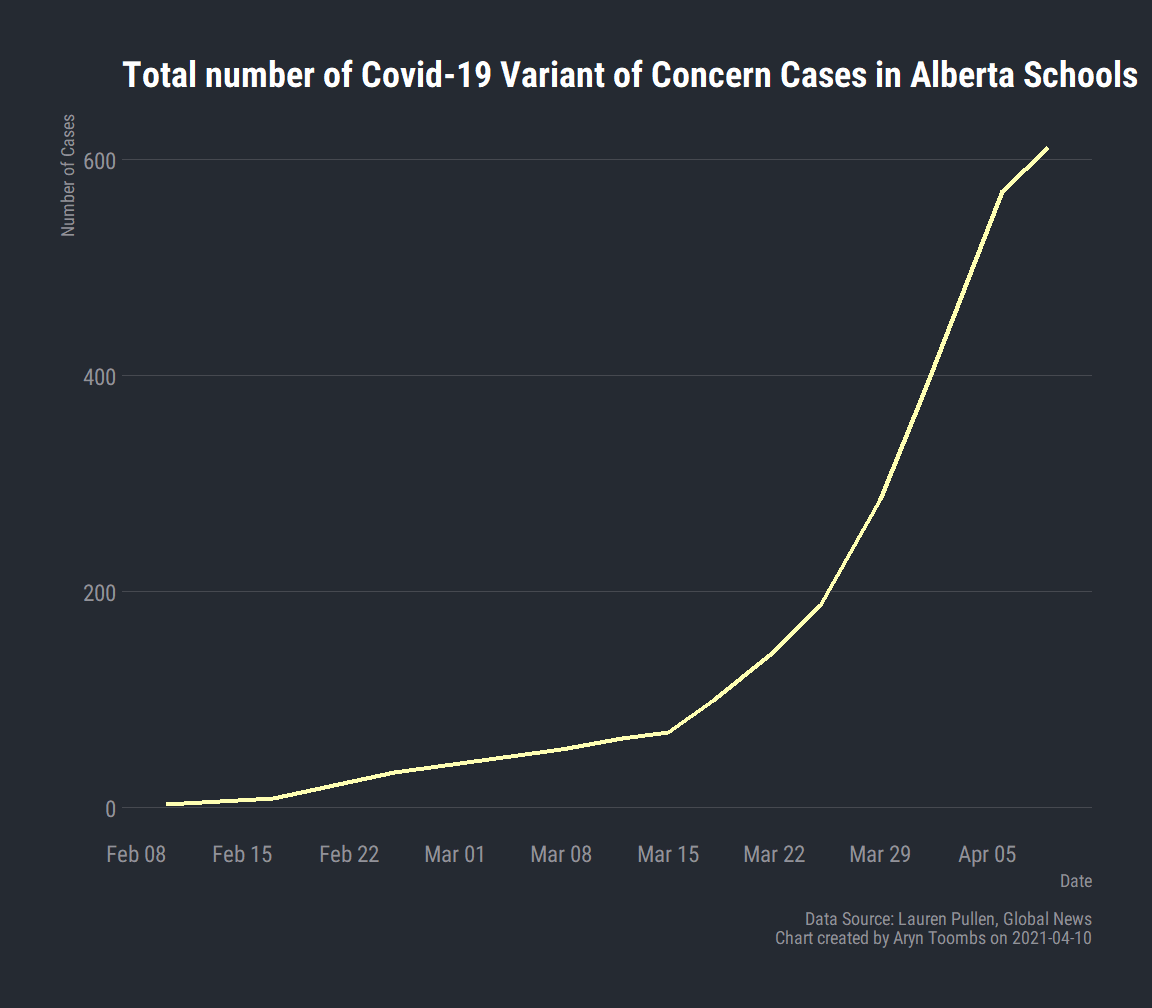 Total number of Covid-19 Variant of Concern Cases in Alberta Schools
Number of Cases
600
400
200
0
Feb 08 Feb 15 Feb 22 Mar 01 Mar 08 Mar 15 Mar 22 Mar 29 Apr 05
Date
Data Source: Lauren Pullen, Global News
Chart created by Aryn Toombs on 2021-04-10